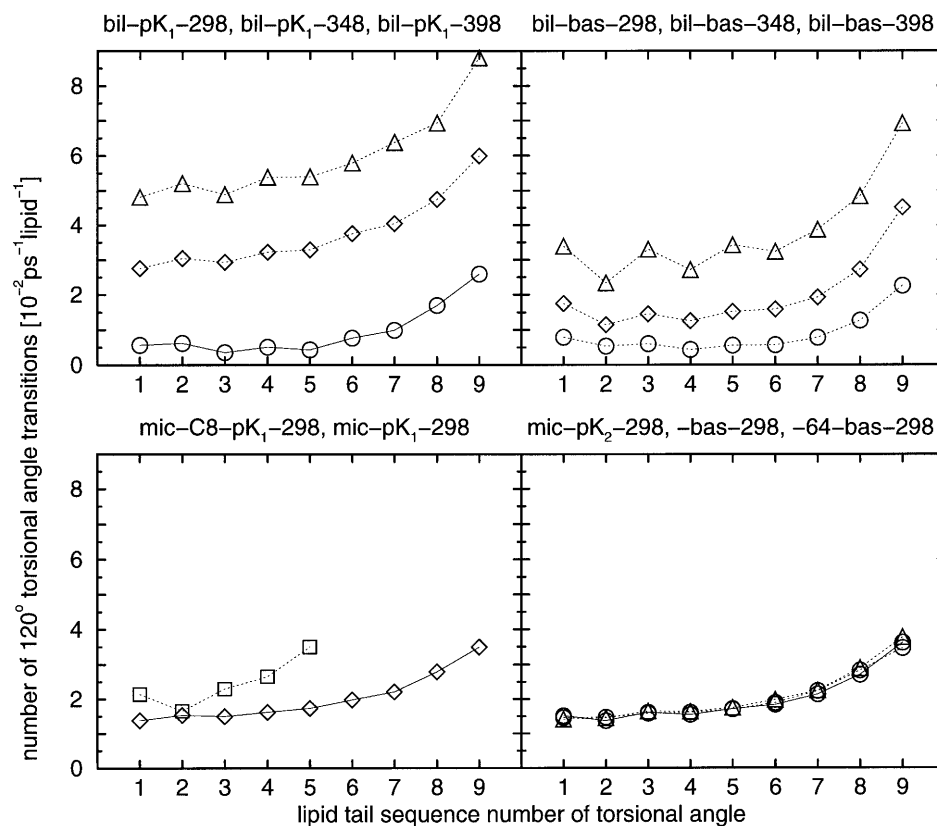 bil–pK₁–298, bil–pK₁–348, bil–pK₁–398
bil–bas–298, bil–bas–348, bil–bas–398
8
6
4
2
0
1 2 3 4 5 6 7 8 9
1 2 3 4 5 6 7 8 9
mic–C8–pK₁–298, mic–pK₁–298
mic–pK₂–298, –bas–298, –64–bas–298
8
6
4
2
0
1 2 3 4 5 6 7 8 9
1 2 3 4 5 6 7 8 9
lipid tail sequence number of torsional angle
number of 120° torsional angle transitions [10⁻²ps⁻¹lipid⁻¹]